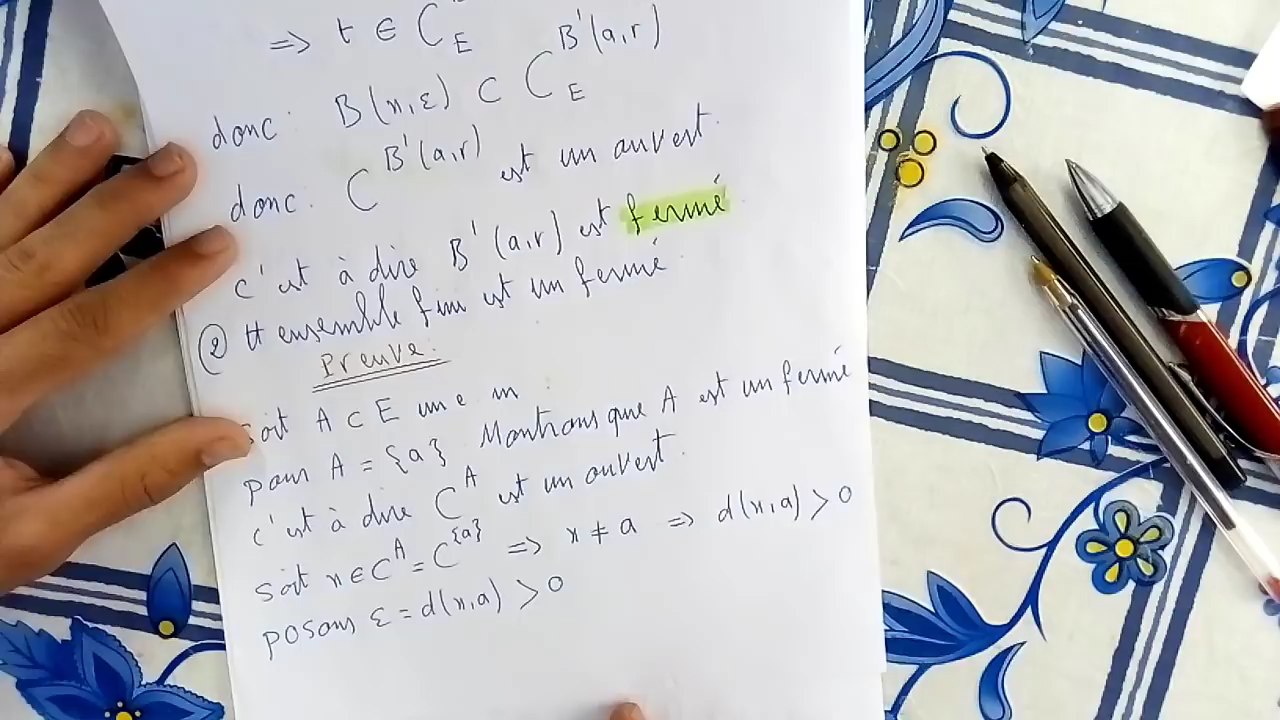 => t ∈ C_E
donc: B(x,ε) ⊂ C_E^B'(a,r)
donc: C^B'(a,r) est un ouvert.
c'est à dire B'(a,r) est fermé.
② tt ensemble fini est un fermé.
Preuve:
soit A ⊂ E une in
pour A = {a} Montrons que A est un fermé
c'est à dire C^A est un ouvert.
soit x ∈ C^A = C^{a} => x ≠ a => d(x,a) > 0
posons ε = d(x,a) > 0